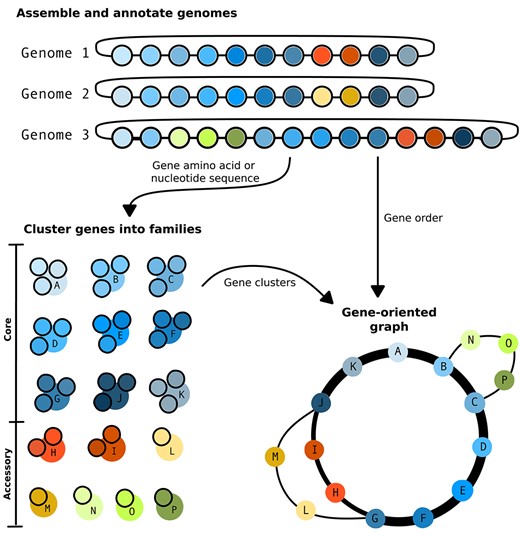 Assemble and annotate genomes
Genome 1
Genome 2
Genome 3
Gene amino acid or
nucleotide sequence
Gene order
Cluster genes into families
Gene clusters
Core
A
B
C
D
E
F
G
J
K
Accessory
H
I
L
M
N
O
P
Gene-oriented
graph
A
B
N
O
P
C
D
E
F
G
L
H
M
I
J
K